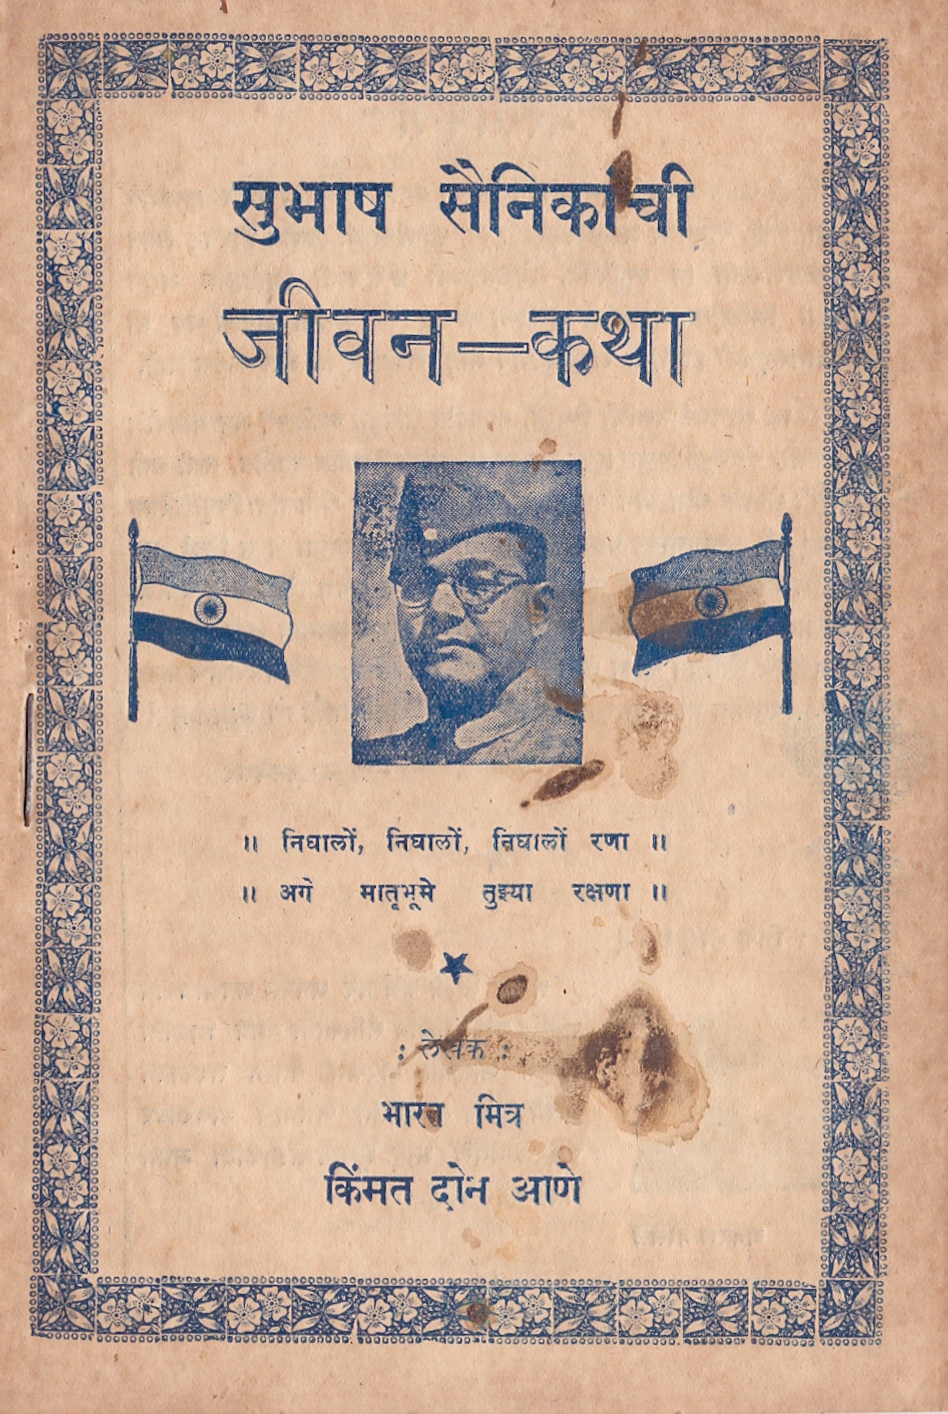 सुभाष सैनिकांची
जीवन–कथा
॥ निघालों, निघालों, निघालों रणा ॥
॥ अगे मातृभूमे तुझ्या रक्षणा ॥
: लेखक :
भारत मित्र
किंमत दोन आणे